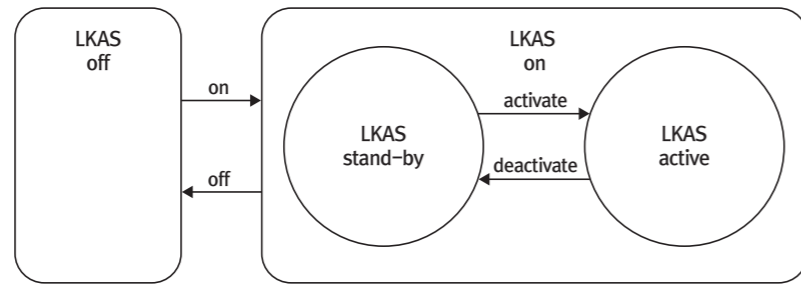 LKAS
off
on
off
LKAS
on
LKAS
stand-by
activate
deactivate
LKAS
active